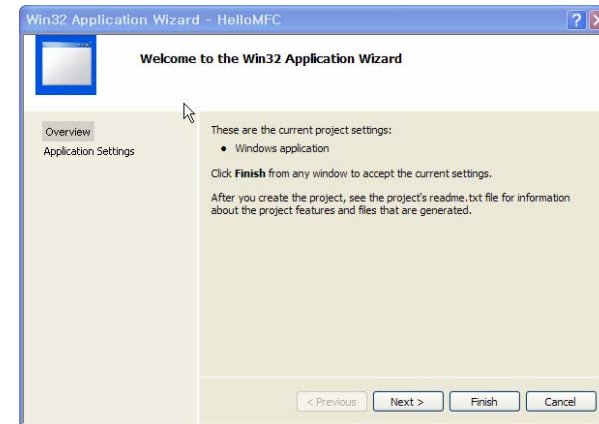 Win32 Application Wizard - HelloMFC
Welcome to the Win32 Application Wizard
Overview
Application Settings
These are the current project settings:
• Windows application
Click Finish from any window to accept the current settings.
After you create the project, see the project's readme.txt file for information
about the project features and files that are generated.
< Previous
Next >
Finish
Cancel